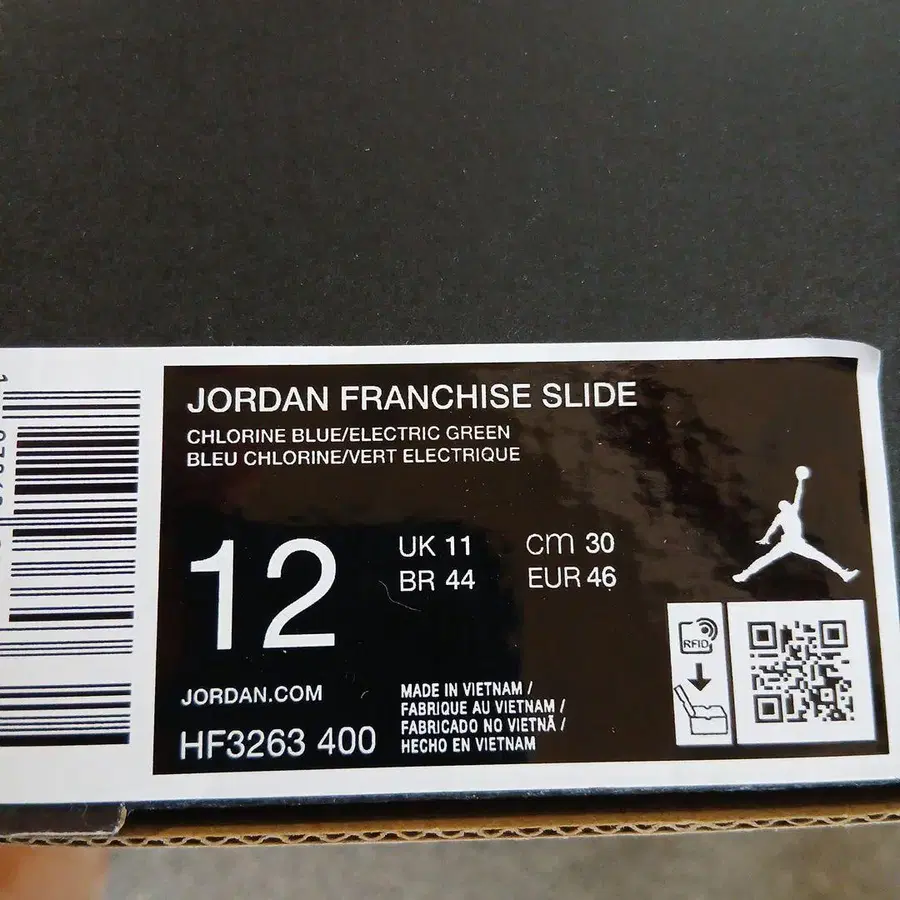 JORDAN FRANCHISE SLIDE
CHLORINE BLUE/ELECTRIC GREEN
BLEU CHLORINE/VERT ELECTRIQUE
12
UK 11
cm 30
BR 44
EUR 46
RFID
JORDAN.COM
HF3263 400
MADE IN VIETNAM /
FABRIQUE AU VIETNAM /
FABRICADO NO VIETNÃ /
HECHO EN VIETNAM